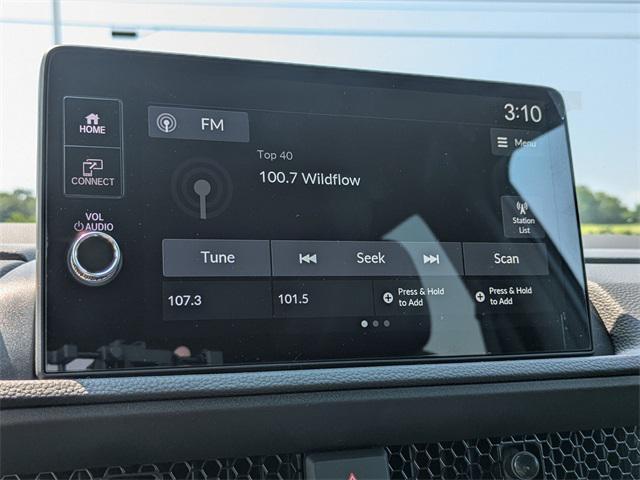 3:10
HOME
FM
Menu
Top 40
100.7 Wildflow
CONNECT
Station
List
VOL
AUDIO
Tune
Seek
Scan
107.3
101.5
Press & Hold
to Add
Press & Hold
to Add